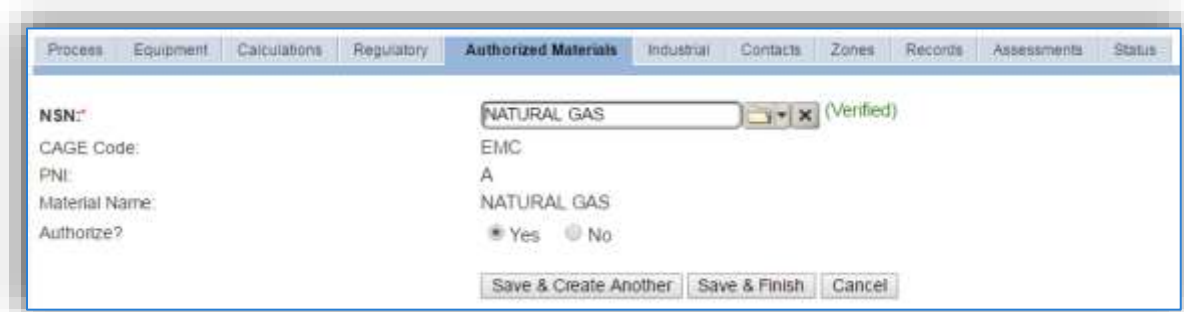 Process Equipment Calculations Regulatory Authorized Materials Industrial Contacts Zones Records Assessments Status
NSN:* NATURAL GAS (Verified)
CAGE Code: EMC
PNI: A
Material Name: NATURAL GAS
Authorize? Yes No
Save & Create Another Save & Finish Cancel